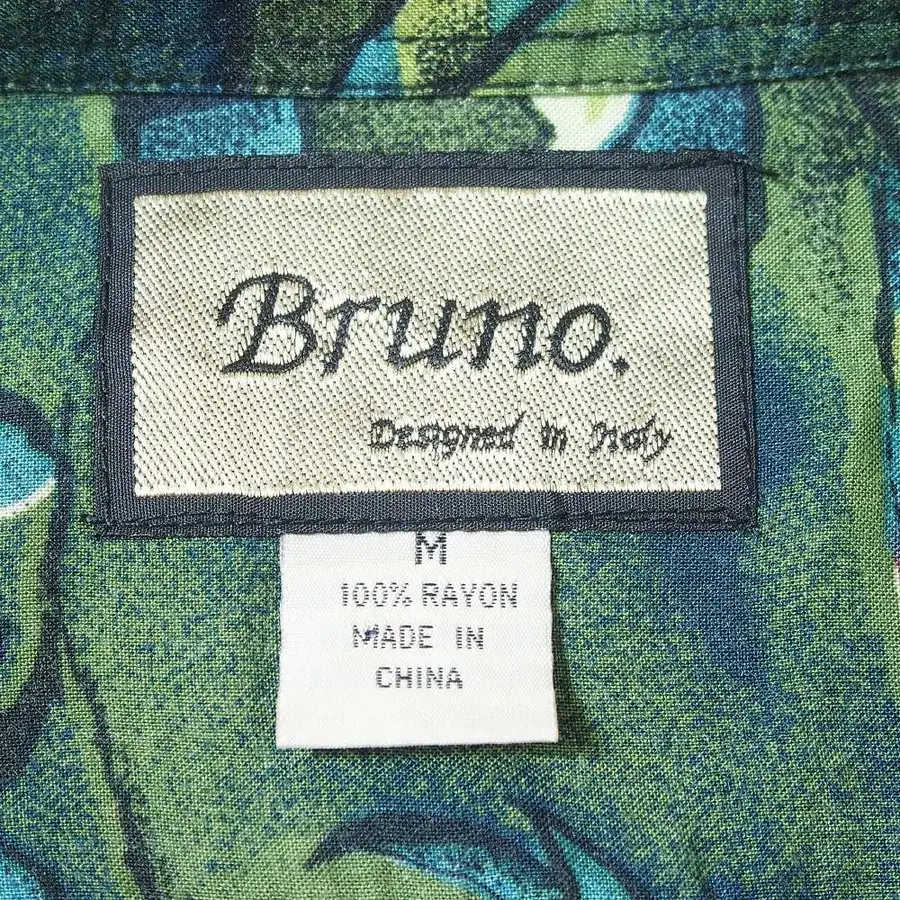 Bruno.
Designed in Italy
M
100% RAYON
MADE IN
CHINA